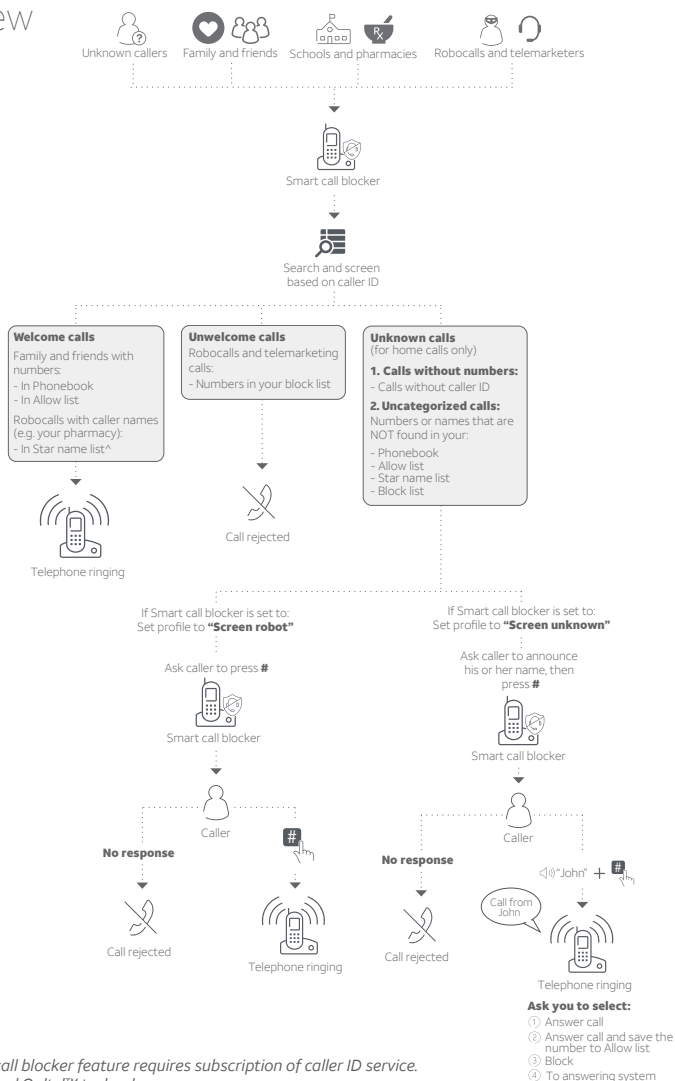 ew
Unknown callers
Family and friends
Schools and pharmacies
Robocalls and telemarketers
Smart call blocker
Search and screen
based on caller ID
Welcome calls
Family and friends with
numbers:
- In Phonebook
- In Allow list
Robocalls with caller names
(e.g. your pharmacy):
- In Star name list^
Telephone ringing
Unwelcome calls
Robocalls and telemarketing
calls:
- Numbers in your block list
Call rejected
Unknown calls
(for home calls only)
1. Calls without numbers:
- Calls without caller ID
2. Uncategorized calls:
Numbers or names that are
NOT found in your:
- Phonebook
- Allow list
- Star name list
- Block list
If Smart call blocker is set to:
Set profile to “Screen robot”
Ask caller to press #
Smart call blocker
Caller
No response
#
Call rejected
Telephone ringing
If Smart call blocker is set to:
Set profile to “Screen unknown”
Ask caller to announce
his or her name, then
press #
Smart call blocker
Caller
No response
“John” + #
Call from
John
Call rejected
Telephone ringing
Ask you to select:
① Answer call
② Answer call and save the
number to Allow list
③ Block
④ To answering system
call blocker feature requires subscription of caller ID service.